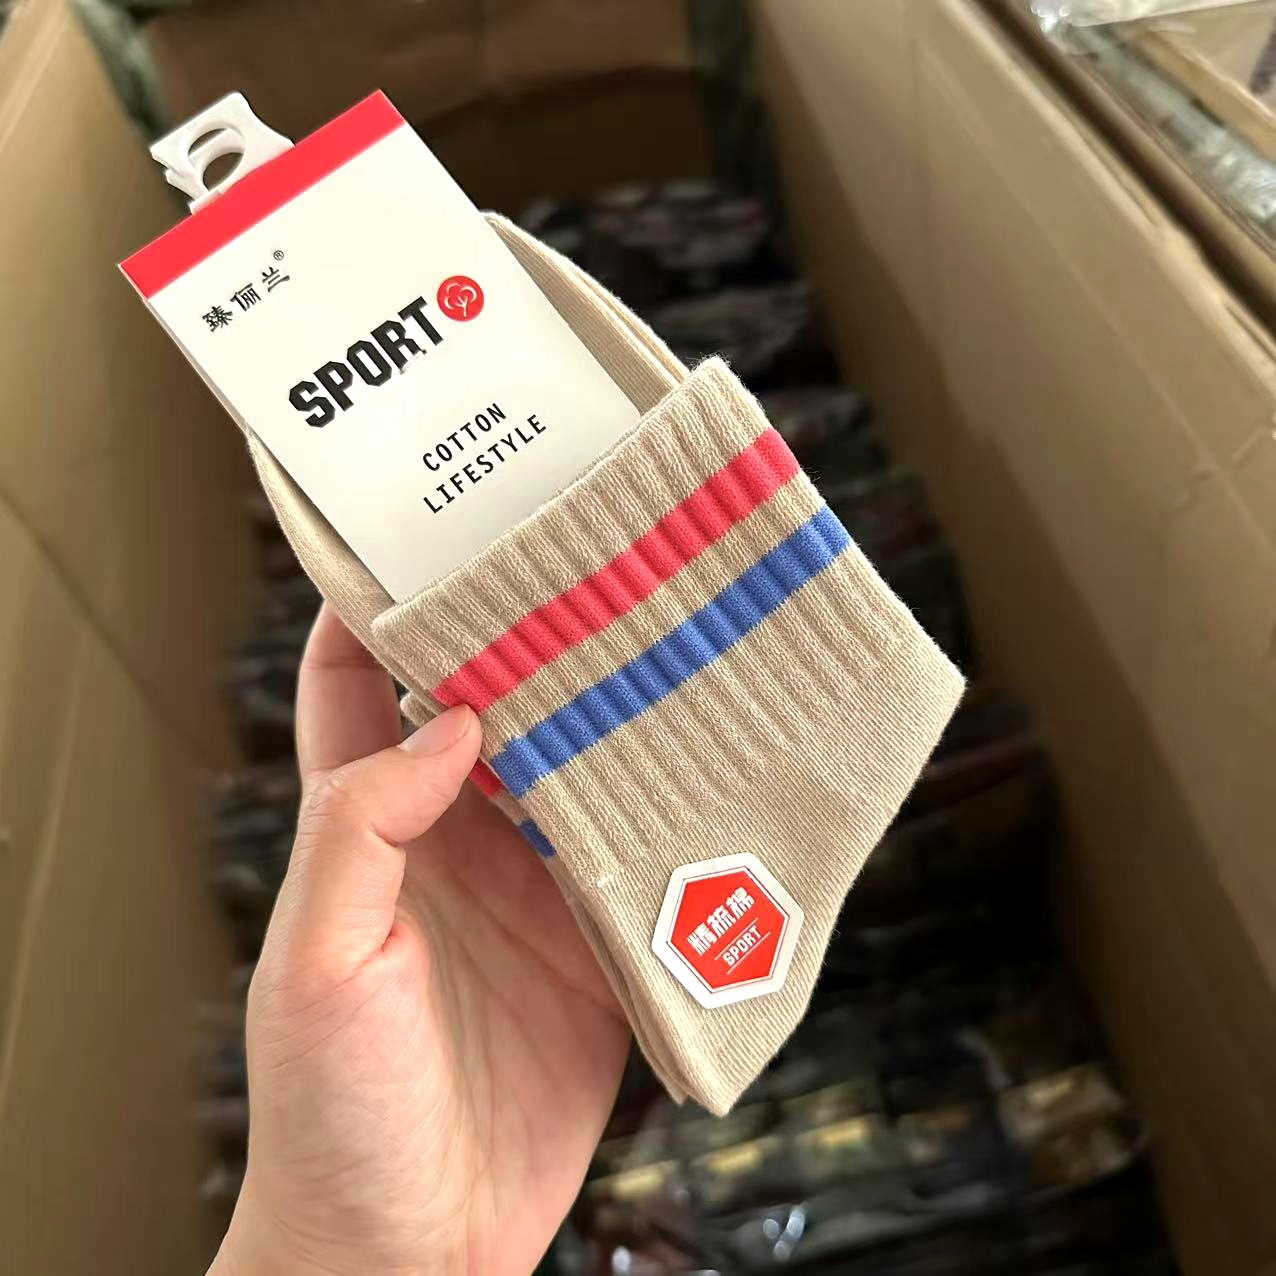 臻俪兰®
SPORT
COTTON
LIFESTYLE
精梳棉
SPORT